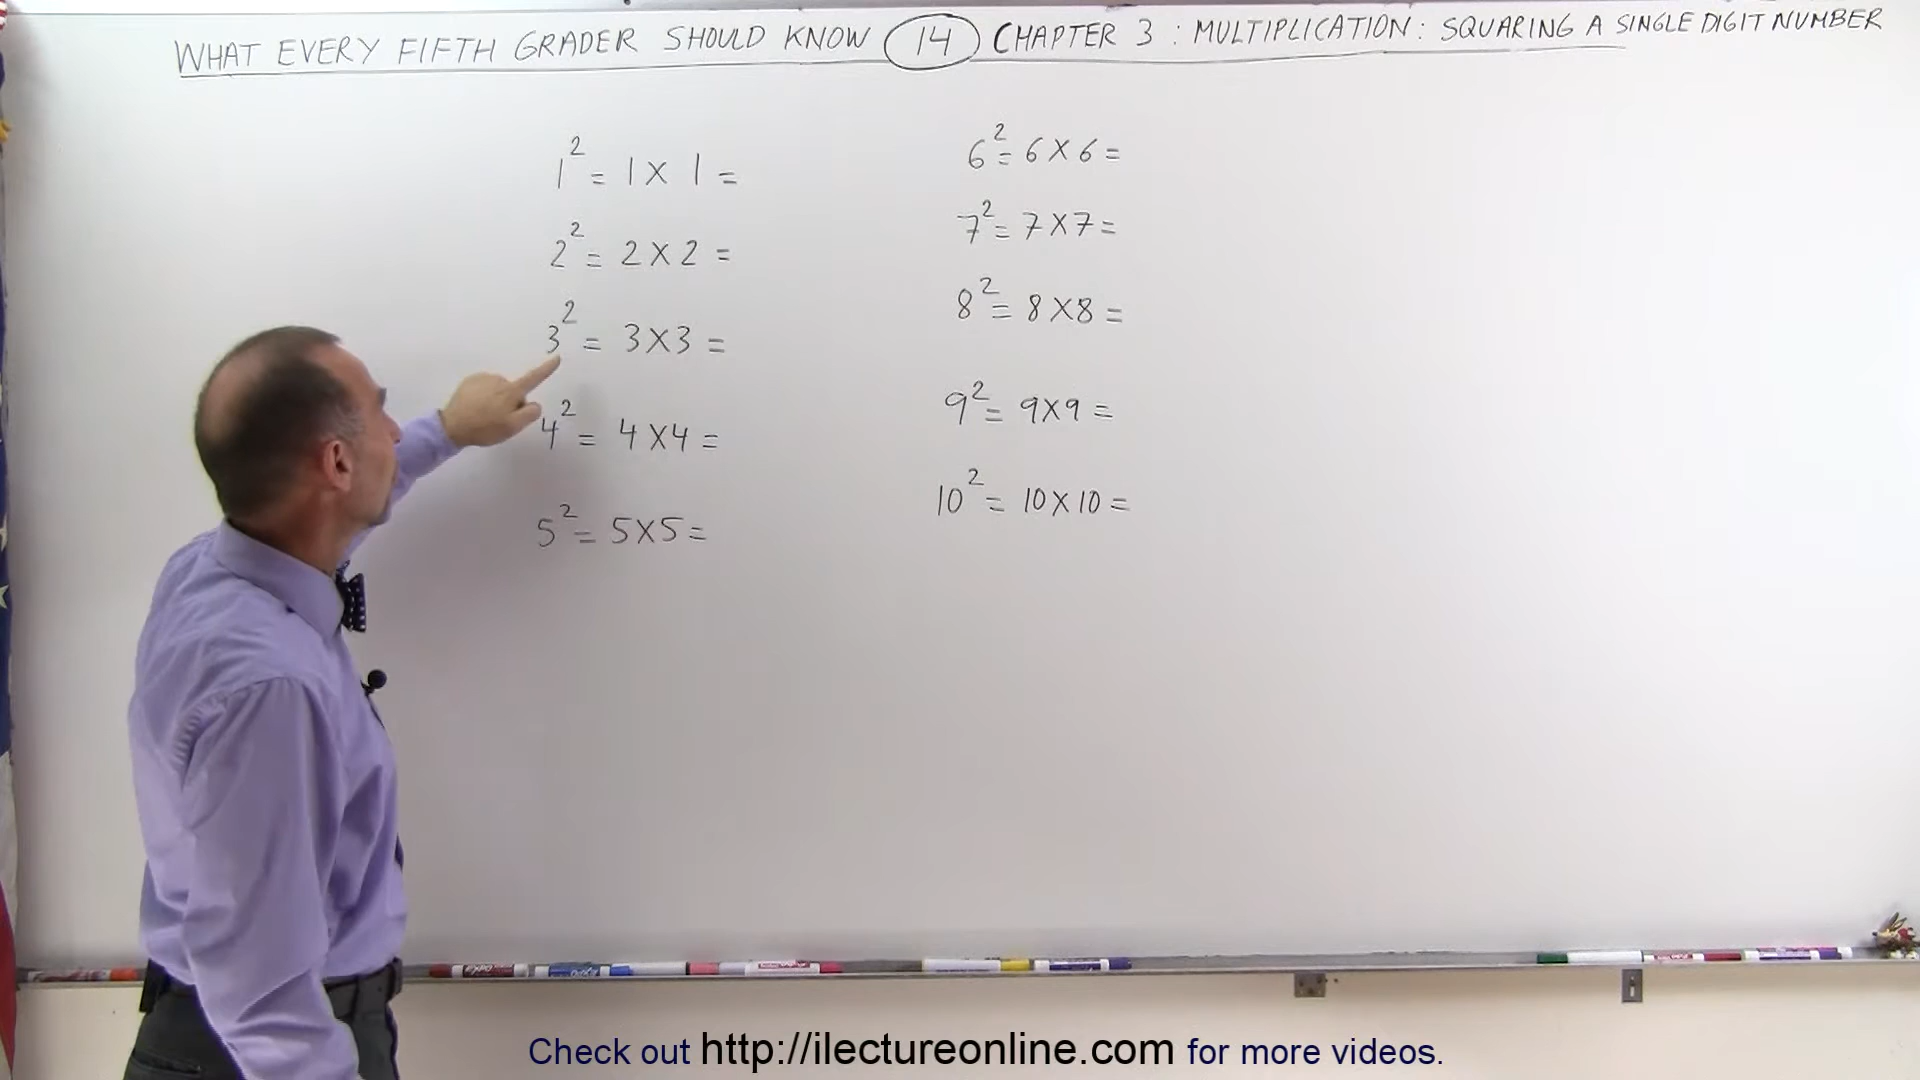 WHAT EVERY FIFTH GRADER SHOULD KNOW 14 CHAPTER 3 : MULTIPLICATION: SQUARING A SINGLE DIGIT NUMBER
1² = 1 X 1 =
2² = 2 X 2 =
3² = 3 X 3 =
4² = 4 X 4 =
5² = 5 X 5 =
6² = 6 X 6 =
7² = 7 X 7 =
8² = 8 X 8 =
9² = 9 X 9 =
10² = 10 X 10 =
Check out http://ilectureonline.com for more videos.